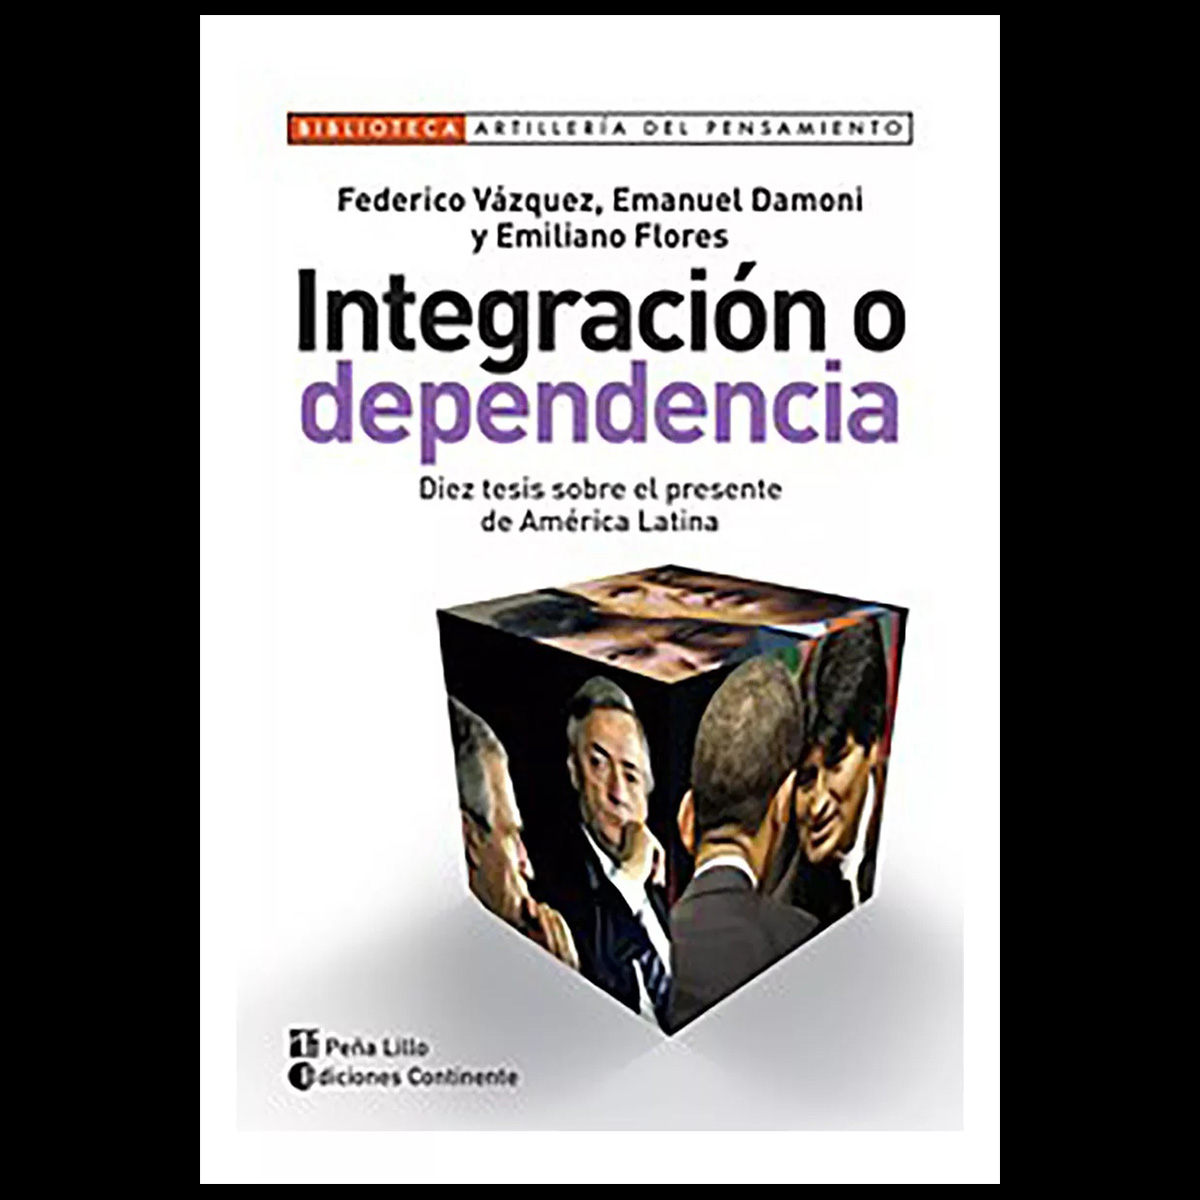 BIBLIOTECA ARTILLERÍA DEL PENSAMIENTO
Federico Vázquez, Emanuel Damoni
y Emiliano Flores
Integración o
dependencia
Diez tesis sobre el presente
de América Latina
Peña Lillo
Ediciones Continente